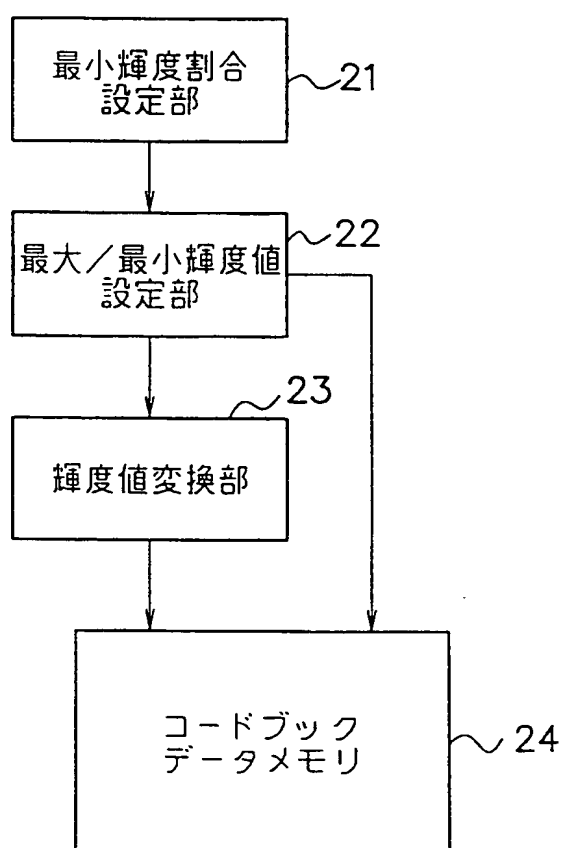 最小輝度割合
設定部
21
最大／最小輝度値
設定部
22
23
輝度値変換部
コードブック
データメモリ
24